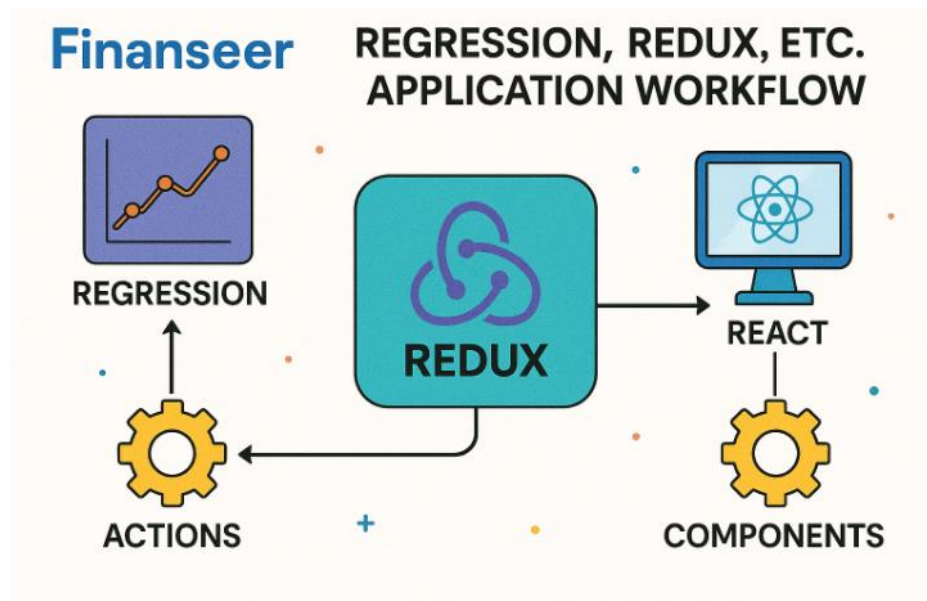 Finanseer
REGRESSION, REDUX, ETC.
APPLICATION WORKFLOW
REGRESSION
REDUX
REACT
ACTIONS
COMPONENTS